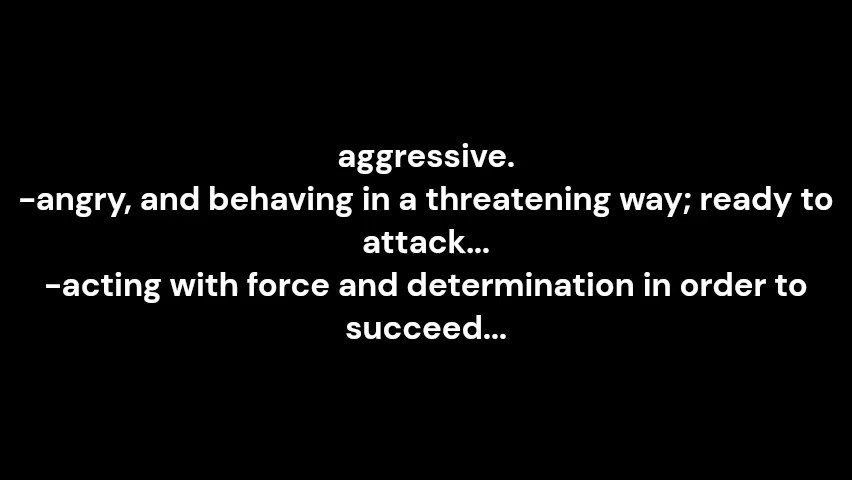 aggressive.
-angry, and behaving in a threatening way; ready to
attack...
-acting with force and determination in order to
succeed...